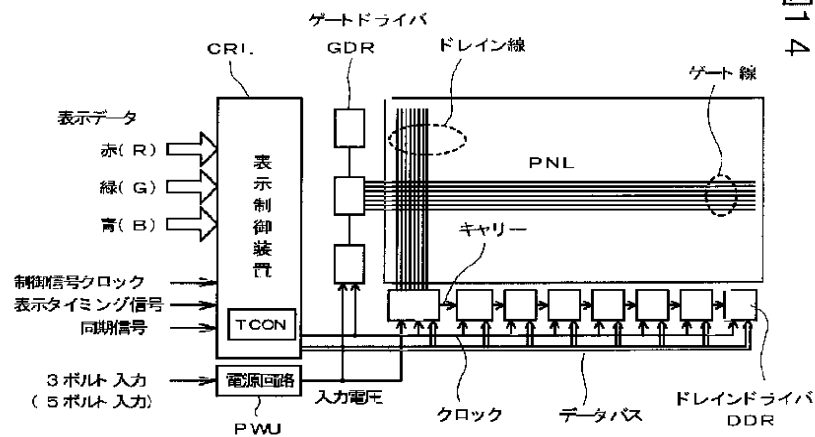 図14
ゲートドライバ
GDR
CRL
ドレイン線
ゲート線
表示データ
赤(R)
緑(G)
青(B)
表示制御装置
PNL
キャリー
制御信号クロック
表示タイミング信号
同期信号
TCON
3ボルト入力
(5ボルト入力)
電源回路
PWU
入力電圧
クロック
データバス
ドレインドライバ
DDR